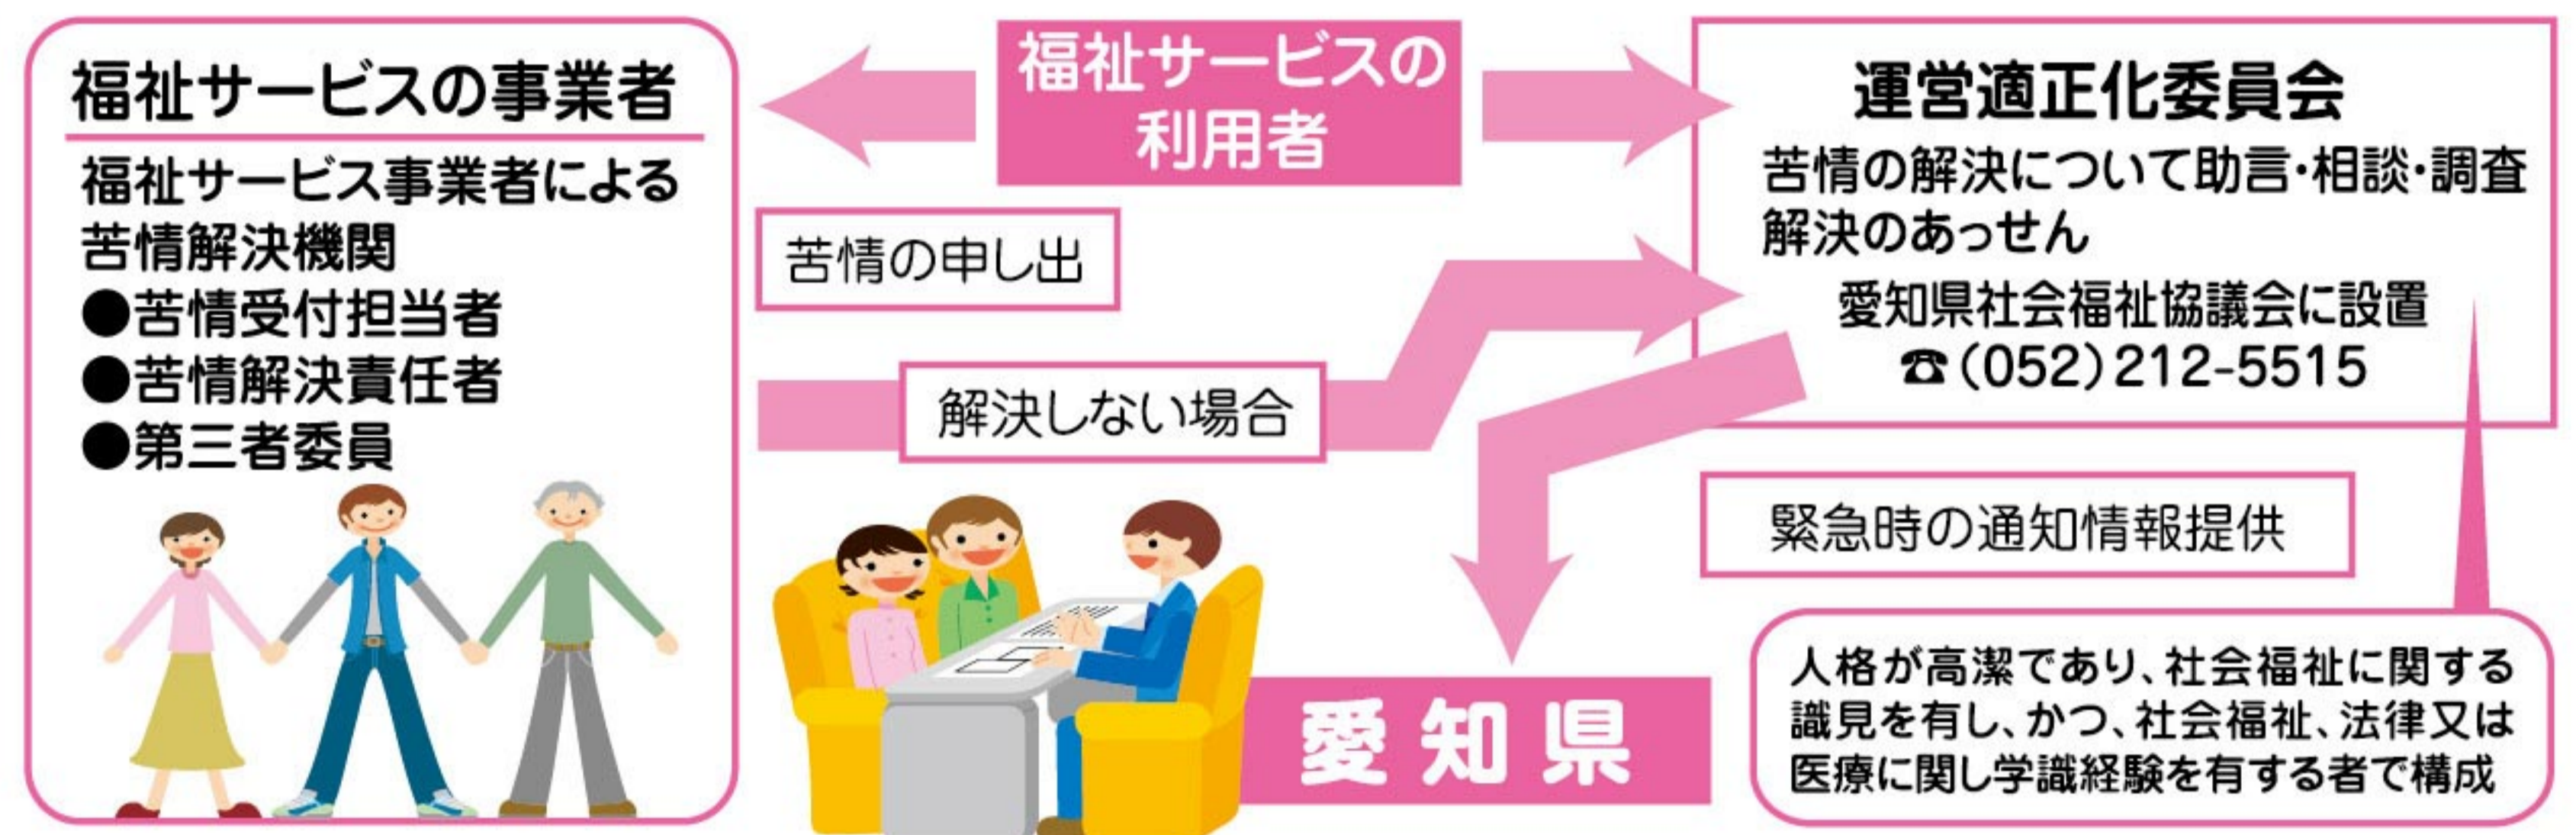 福祉サービスの事業者
福祉サービス事業者による
苦情解決機関
●苦情受付担当者
●苦情解決責任者
●第三者委員
福祉サービスの
利用者
苦情の申し出
解決しない場合
運営適正化委員会
苦情の解決について助言・相談・調査
解決のあっせん
愛知県社会福祉協議会に設置
☎(052)212-5515
緊急時の通知情報提供
愛知県
人格が高潔であり、社会福祉に関する
識見を有し、かつ、社会福祉、法律又は
医療に関し学識経験を有する者で構成